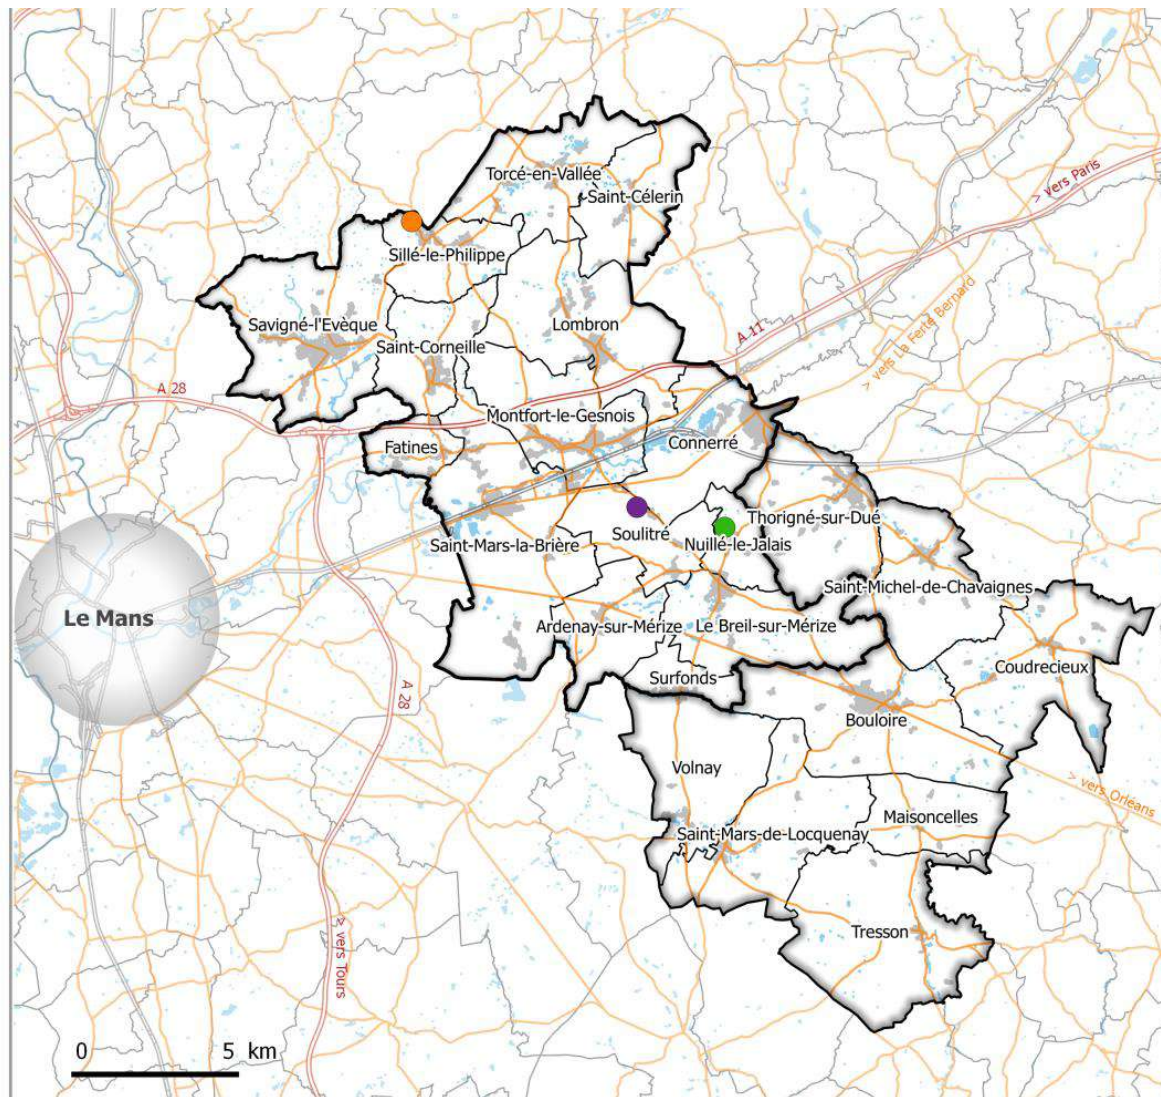 > vers Paris
Torcé-en-Vallée
Saint-Célerin
Sillé-le-Philippe
> vers La Ferté Bernard
Savigné-l'Evèque
Lombron
A 11
Saint-Corneille
A 28
Montfort-le-Gesnois
Connerré
Fatines
Thorigné-sur-Dué
Soulitré
Nuillé-le-Jalais
Saint-Mars-la-Brière
Saint-Michel-de-Chavaignes
Le Mans
Ardenay-sur-Mérize
Le Breil-sur-Mérize
Coudrecieux
Surfonds
A 28
Bouloire
Volnay
> vers Orléans
Maisoncelles
Saint-Mars-de-Locquenay
Tresson
> vers Tours
0 5 km